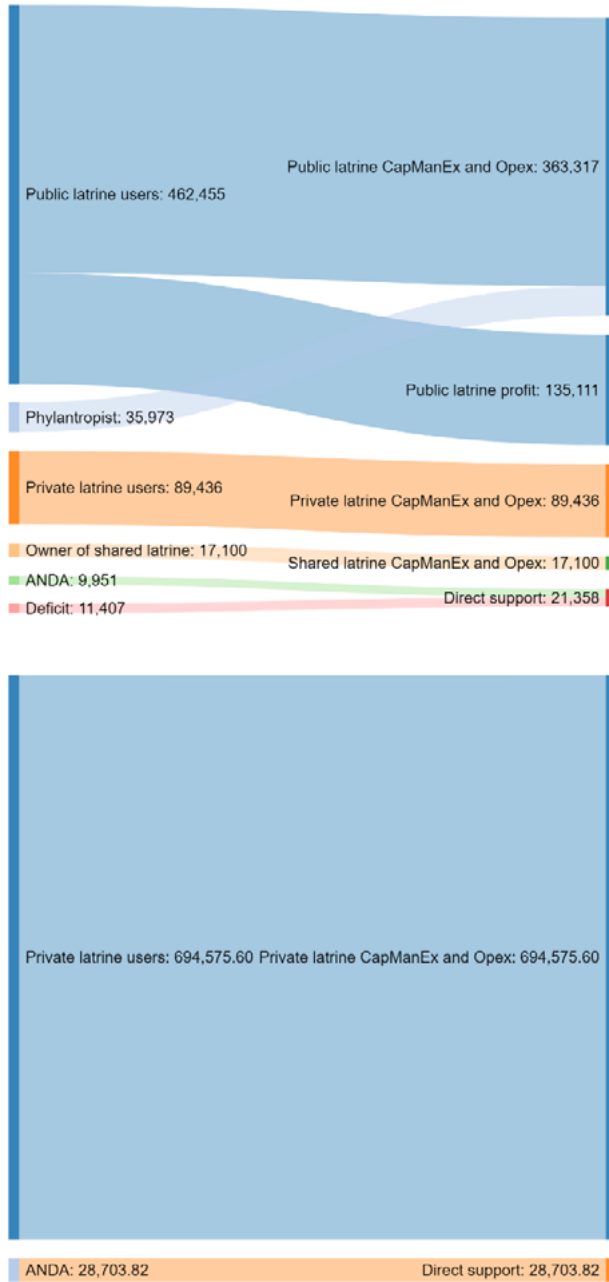 Public latrine CapManEx and Opex: 363,317
Public latrine users: 462,455
Public latrine profit: 135,111
Phylantropist: 35,973
Private latrine users: 89,436
Private latrine CapManEx and Opex: 89,436
Owner of shared latrine: 17,100
Shared latrine CapManEx and Opex: 17,100
ANDA: 9,951
Direct support: 21,358
Deficit: 11,407
Private latrine users: 694,575.60 Private latrine CapManEx and Opex: 694,575.60
ANDA: 28,703.82 Direct support: 28,703.82